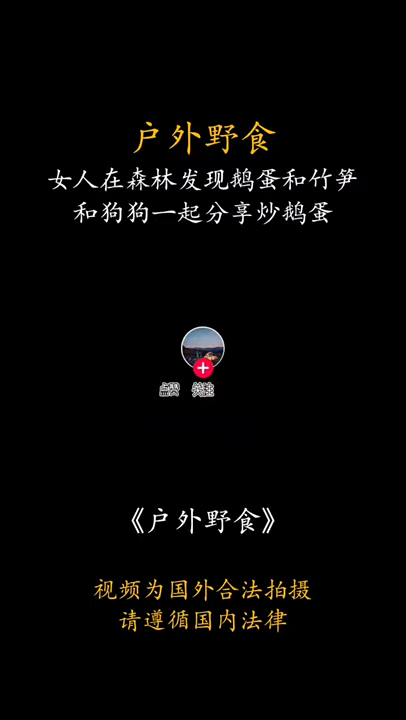 户外野食
女人在森林发现鹅蛋和竹笋
和狗狗一起分享炒鹅蛋
《户外野食》
视频为国外合法拍摄
请遵循国内法律